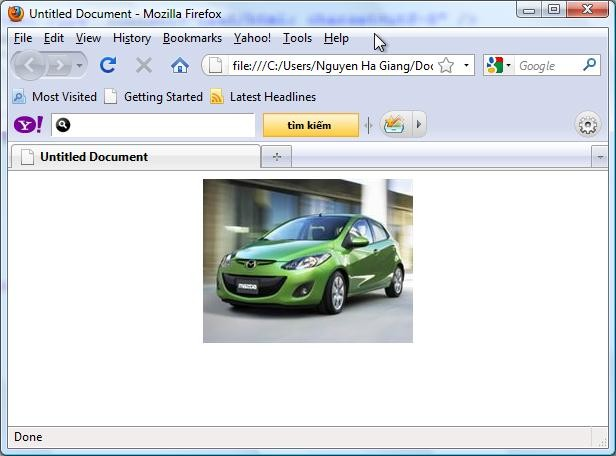 Untitled Document - Mozilla Firefox
File Edit View History Bookmarks Yahoo! Tools Help
file:///C:/Users/Nguyen Ha Giang/Doc Google
Most Visited Getting Started Latest Headlines
Y! tìm kiếm
Untitled Document
mazda
Done